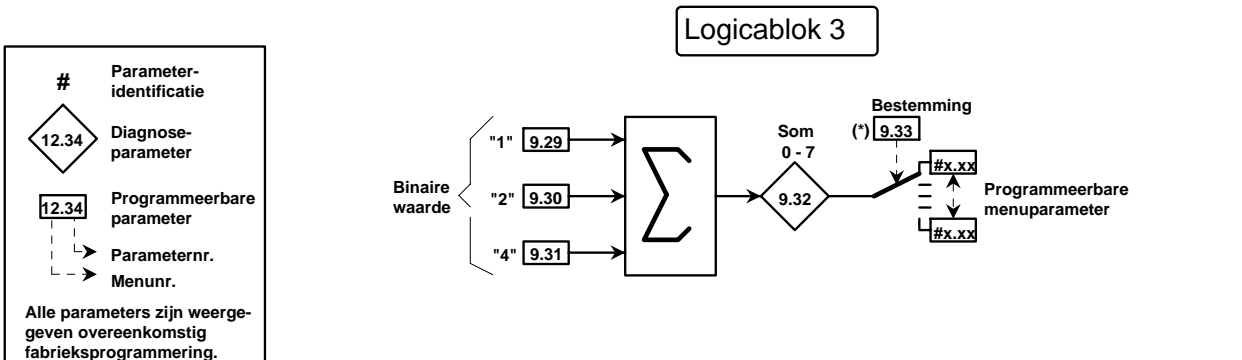 Logicablok 3
#
Parameter-
identificatie
12.34
Diagnose-
parameter
12.34
Programmeerbare
parameter
Parameternr.
Menunr.
Alle parameters zijn weerge-
geven overeenkomstig
fabrieksprogrammering.
Binaire
waarde
"1" 9.29
"2" 9.30
"4" 9.31
Som
0 - 7
9.32
Bestemming
(*) 9.33
#x.xx
#x.xx
Programmeerbare
menuparameter